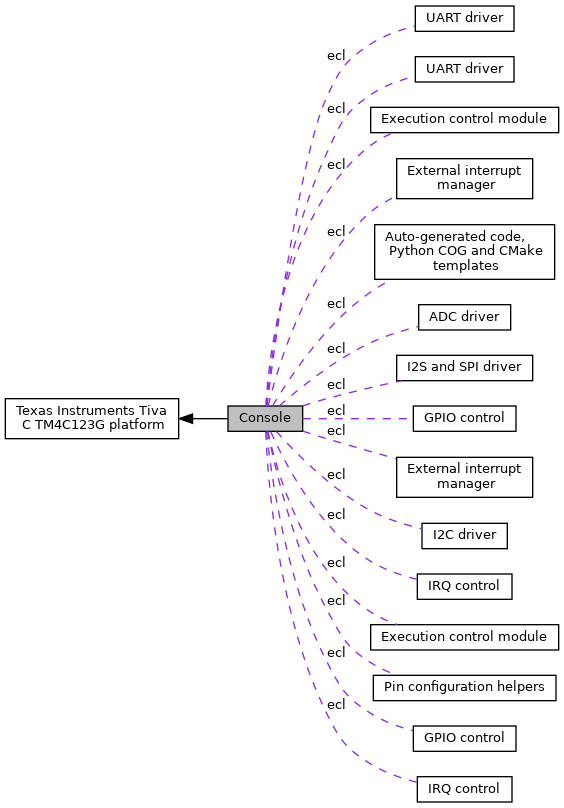 UART driver
ecl
UART driver
ecl
Execution control module
ecl
External interrupt
manager
ecl
Auto-generated code,
Python COG and CMake
templates
ecl
ADC driver
ecl
I2S and SPI driver
ecl
Texas Instruments Tiva
C TM4C123G platform
Console
ecl
GPIO control
ecl
External interrupt
manager
ecl
I2C driver
ecl
IRQ control
ecl
Execution control module
ecl
Pin configuration helpers
ecl
GPIO control
ecl
IRQ control